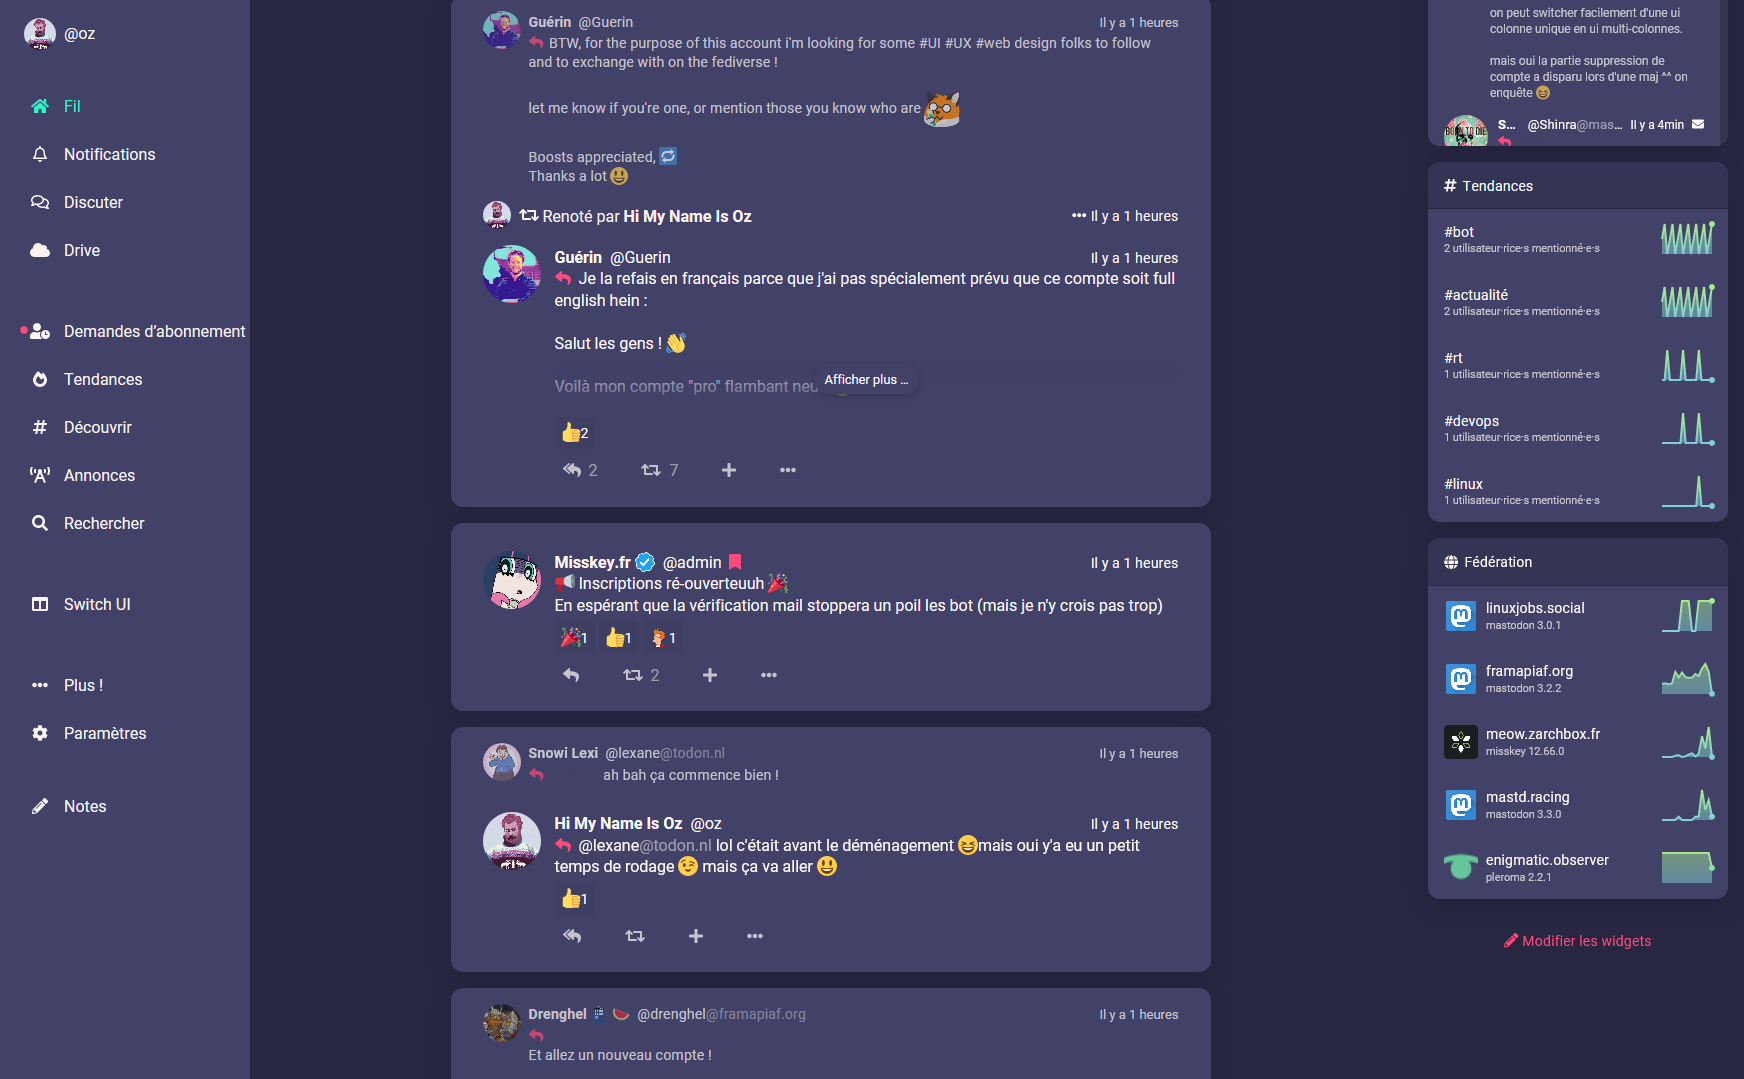 @oz
Fil
Notifications
Discuter
Drive
Demandes d’abonnement
Tendances
Découvrir
Annonces
Rechercher
Switch UI
Plus !
Paramètres
Notes
Guérin @Guerin Il y a 1 heures
BTW, for the purpose of this account i'm looking for some #UI #UX #web design folks to follow
and to exchange with on the fediverse !
let me know if you're one, or mention those you know who are
Boosts appreciated,
Thanks a lot
Renoté par Hi My Name Is Oz Il y a 1 heures
Guérin @Guerin Il y a 1 heures
Je la refais en français parce que j'ai pas spécialement prévu que ce compte soit full
english hein :
Salut les gens !
Voilà mon compte "pro" flambant neu
Afficher plus ...
2
2 7
Misskey.fr @admin Il y a 1 heures
Inscriptions ré-ouverteuuh
En espérant que la vérification mail stoppera un poil les bot (mais je n'y crois pas trop)
1 1 1
2
Snowi Lexi @lexane@todon.nl Il y a 1 heures
ah bah ça commence bien !
Hi My Name Is Oz @oz Il y a 1 heures
@lexane@todon.nl lol c'était avant le déménagement mais oui y'a eu un petit
temps de rodage mais ça va aller
1
Drenghel @drenghel@framapiaf.org Il y a 1 heures
Et allez un nouveau compte !
on peut switcher facilement d'une ui
colonne unique en ui multi-colonnes.
mais oui la partie suppression de
compte a disparu lors d'une maj ^^ on
enquête
BORN TO DIE
S... @Shinra@mas... Il y a 4min
Tendances
#bot
2 utilisateur·rice·s mentionné·e·s
#actualité
2 utilisateur·rice·s mentionné·e·s
#rt
1 utilisateur·rice·s mentionné·e·s
#devops
1 utilisateur·rice·s mentionné·e·s
#linux
1 utilisateur·rice·s mentionné·e·s
Fédération
linuxjobs.social
mastodon 3.0.1
framapiaf.org
mastodon 3.2.2
meow.zarchbox.fr
misskey 12.66.0
mastd.racing
mastodon 3.3.0
enigmatic.observer
pleroma 2.2.1
Modifier les widgets